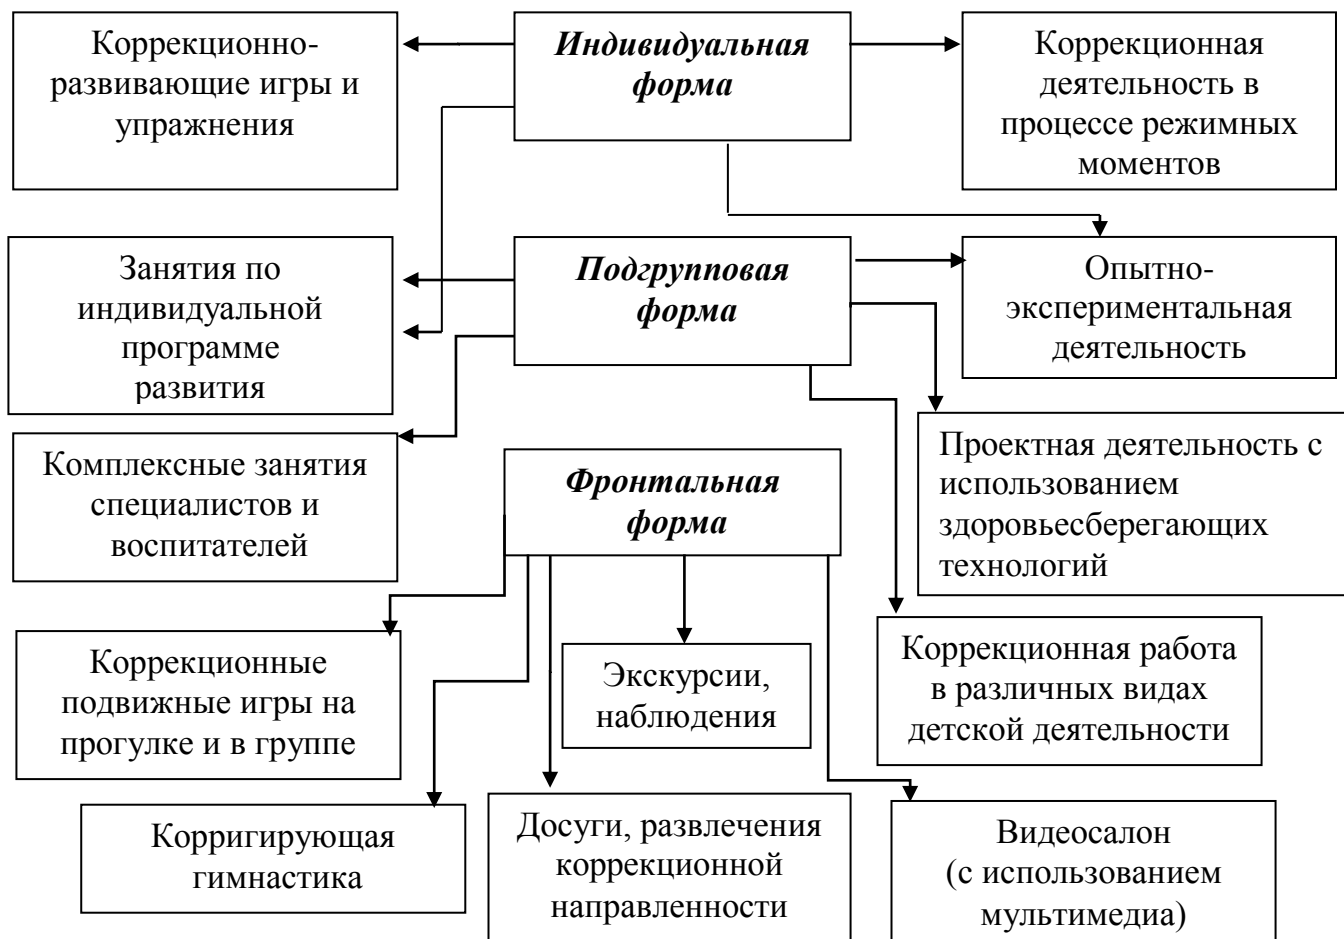 Коррекционно-
развивающие игры и
упражнения
Индивидуальная
форма
Коррекционная
деятельность в
процессе режимных
моментов
Занятия по
индивидуальной
программе
развития
Подгрупповая
форма
Опытно-
экспериментальная
деятельность
Комплексные занятия
специалистов и
воспитателей
Фронтальная
форма
Проектная деятельность с
использованием
здоровьесберегающих
технологий
Коррекционные
подвижные игры на
прогулке и в группе
Экскурсии,
наблюдения
Коррекционная работа
в различных видах
детской деятельности
Корригирующая
гимнастика
Досуги, развлечения
коррекционной
направленности
Видеосалон
(с использованием
мультимедиа)